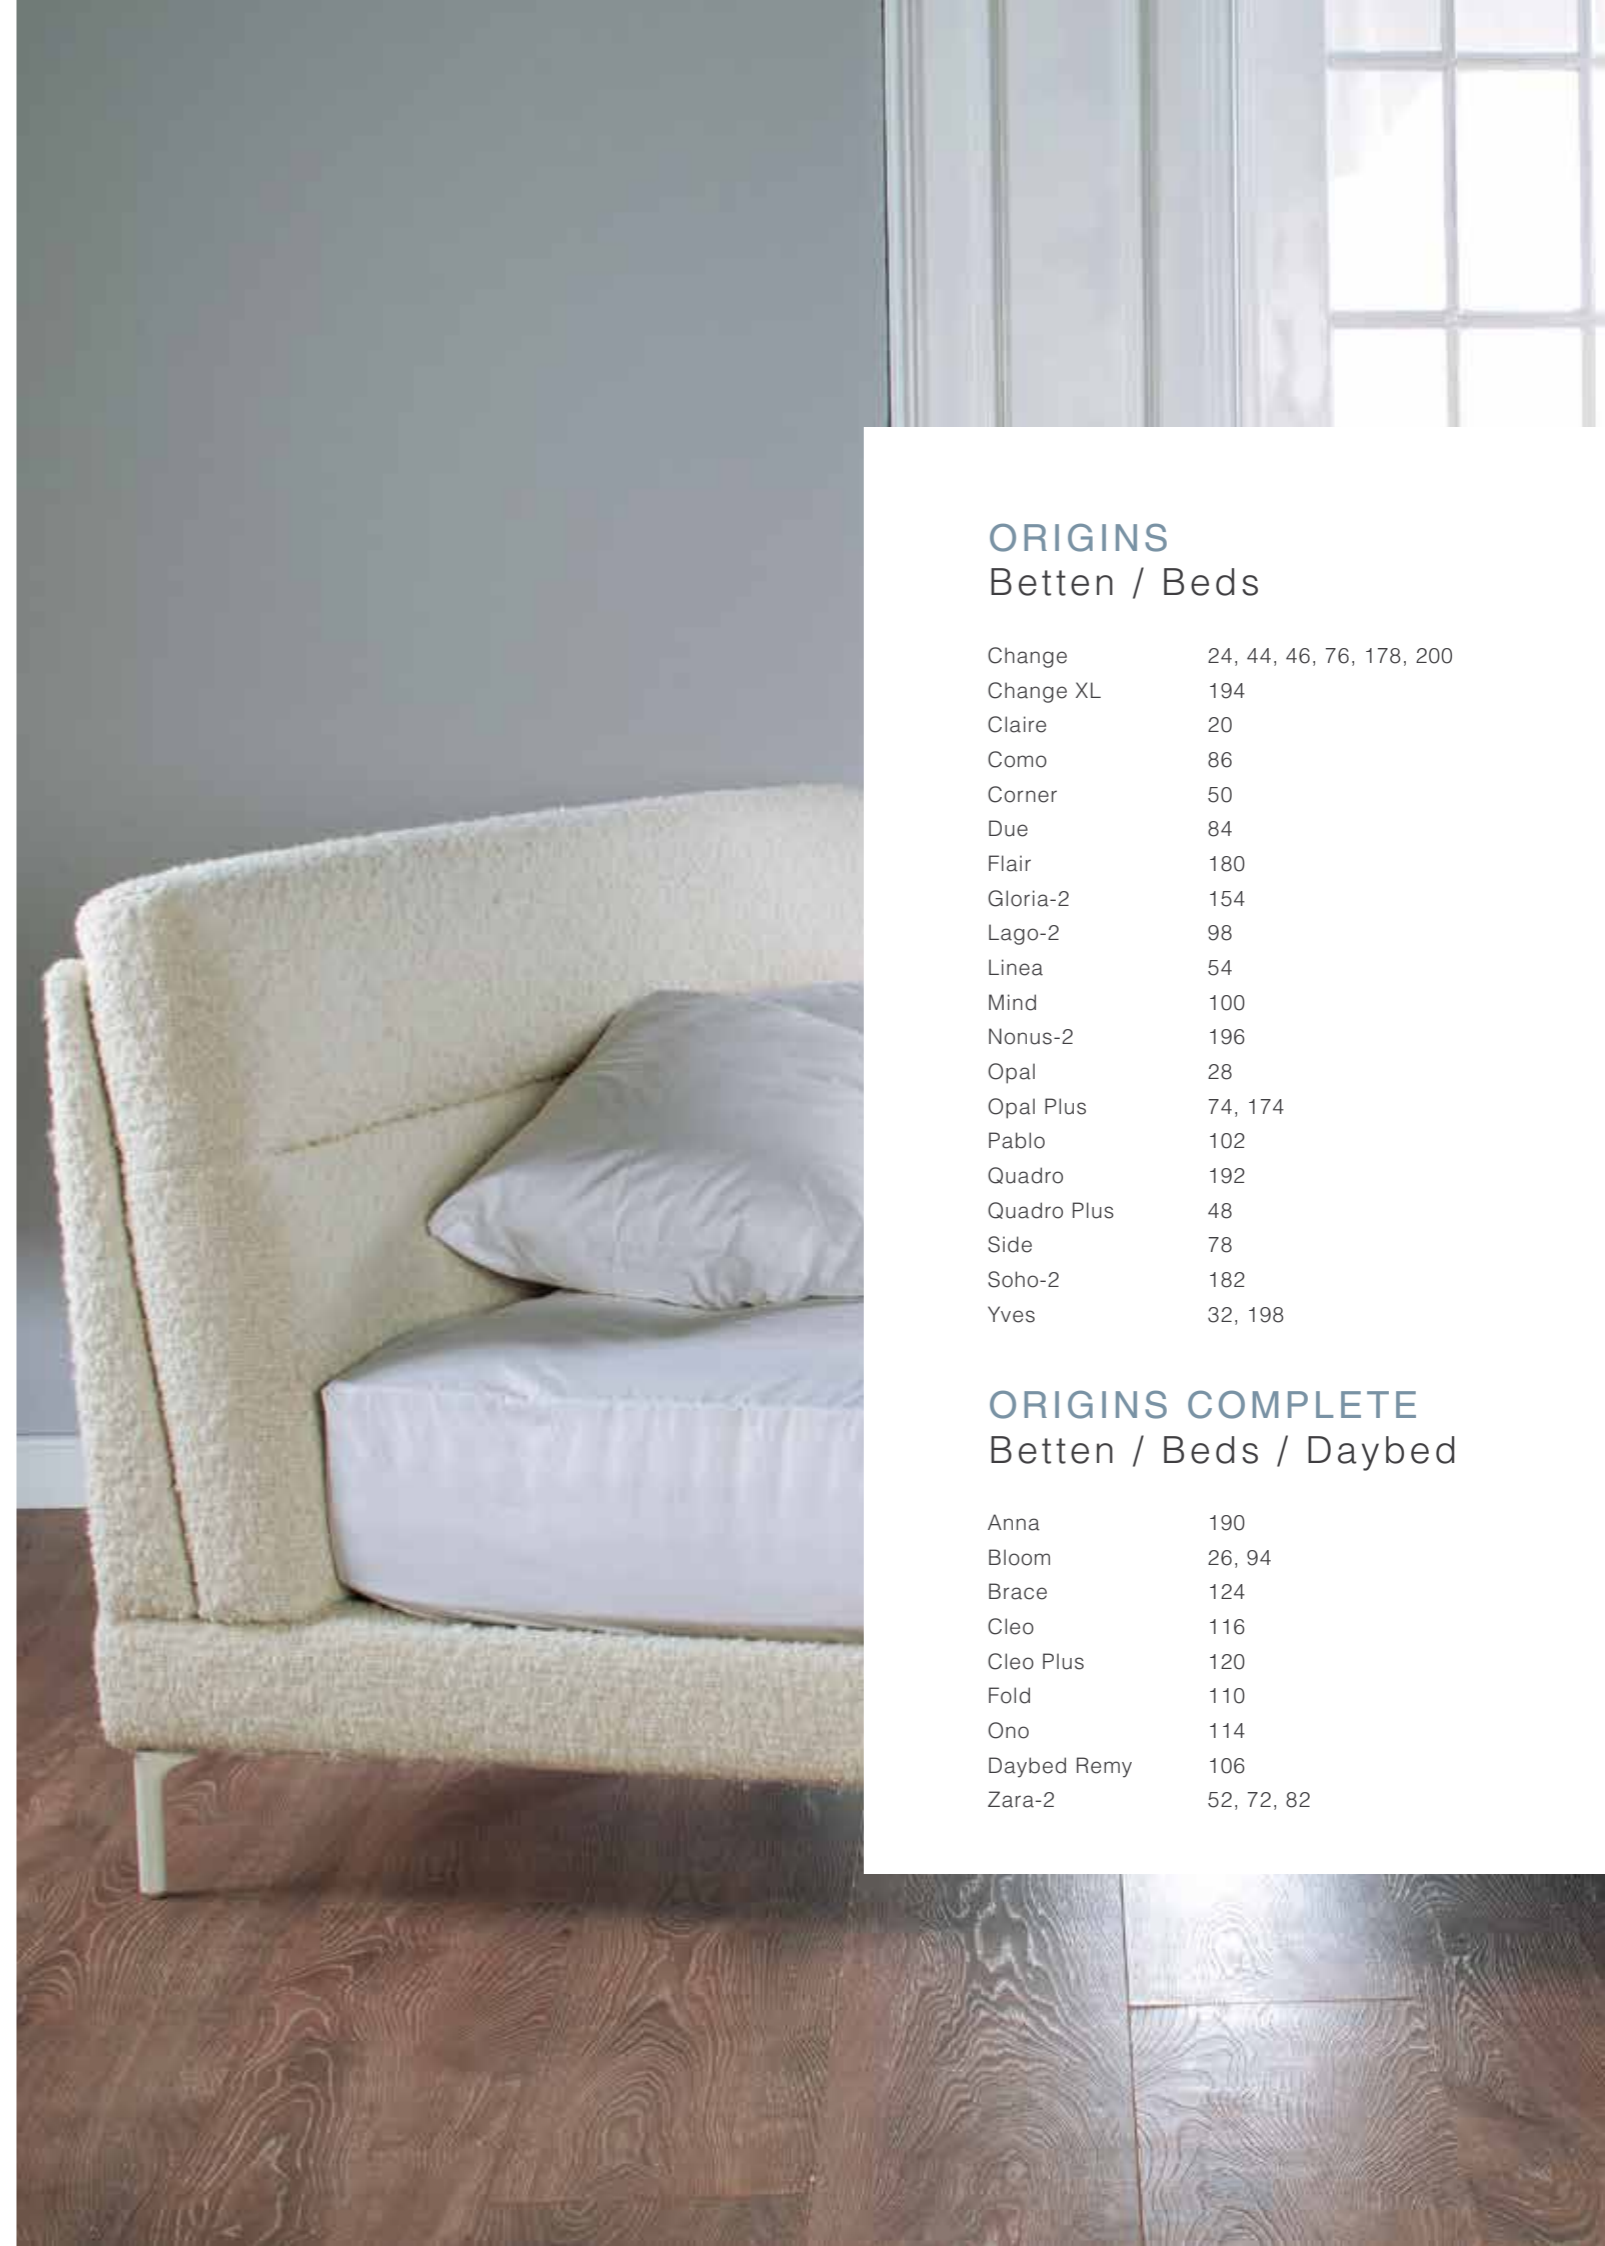 ORIGINS
Betten / Beds
Change 24, 44, 46, 76, 178, 200
Change XL 194
Claire 20
Como 86
Corner 50
Due 84
Flair 180
Gloria-2 154
Lago-2 98
Linea 54
Mind 100
Nonus-2 196
Opal 28
Opal Plus 74, 174
Pablo 102
Quadro 192
Quadro Plus 48
Side 78
Soho-2 182
Yves 32, 198
ORIGINS COMPLETE
Betten / Beds / Daybed
Anna 190
Bloom 26, 94
Brace 124
Cleo 116
Cleo Plus 120
Fold 110
Ono 114
Daybed Remy 106
Zara-2 52, 72, 82